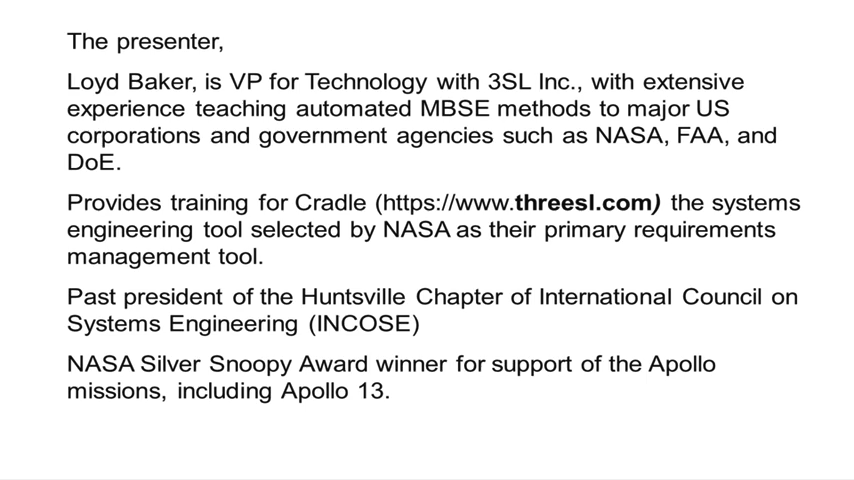 The presenter,
Loyd Baker, is VP for Technology with 3SL Inc., with extensive
experience teaching automated MBSE methods to major US
corporations and government agencies such as NASA, FAA, and
DoE.
Provides training for Cradle (https://www.threesl.com) the systems
engineering tool selected by NASA as their primary requirements
management tool.
Past president of the Huntsville Chapter of International Council on
Systems Engineering (INCOSE)
NASA Silver Snoopy Award winner for support of the Apollo
missions, including Apollo 13.